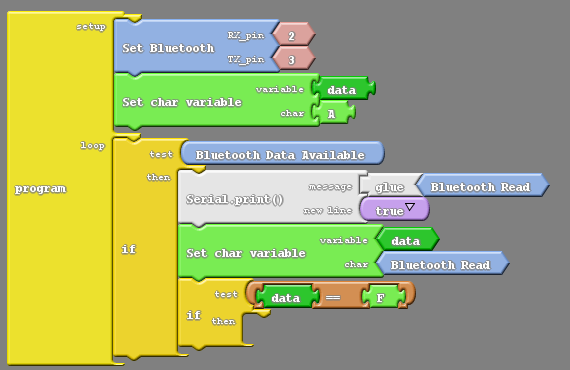 setup
Set Bluetooth RX_pin 2
TX_pin 3
Set char variable variable data
char A
loop
program
if test Bluetooth Data Available
then
Serial.print() message glue Bluetooth Read
new line true
Set char variable variable data
char Bluetooth Read
if test data == F
then